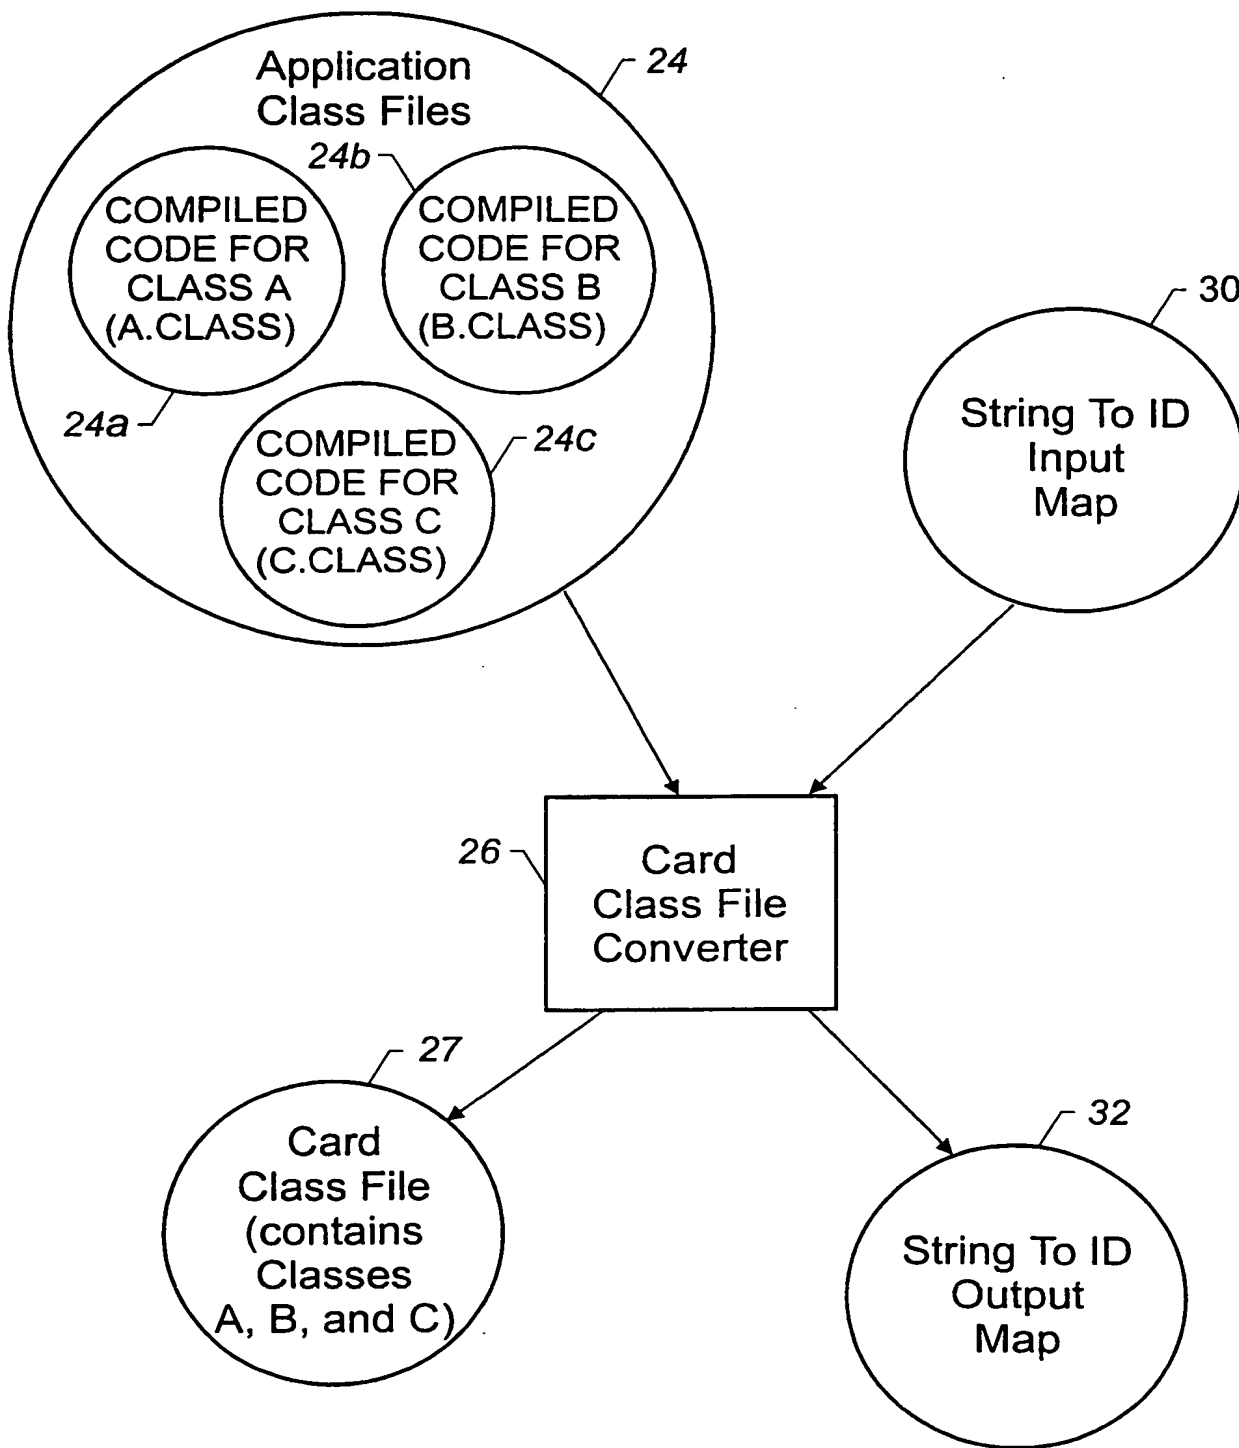 Application
Class Files
24
24b
COMPILED
CODE FOR
CLASS A
(A.CLASS)
COMPILED
CODE FOR
CLASS B
(B.CLASS)
24a
COMPILED
CODE FOR
CLASS C
(C.CLASS)
24c
30
String To ID
Input
Map
26
Card
Class File
Converter
27
Card
Class File
(contains
Classes
A, B, and C)
32
String To ID
Output
Map